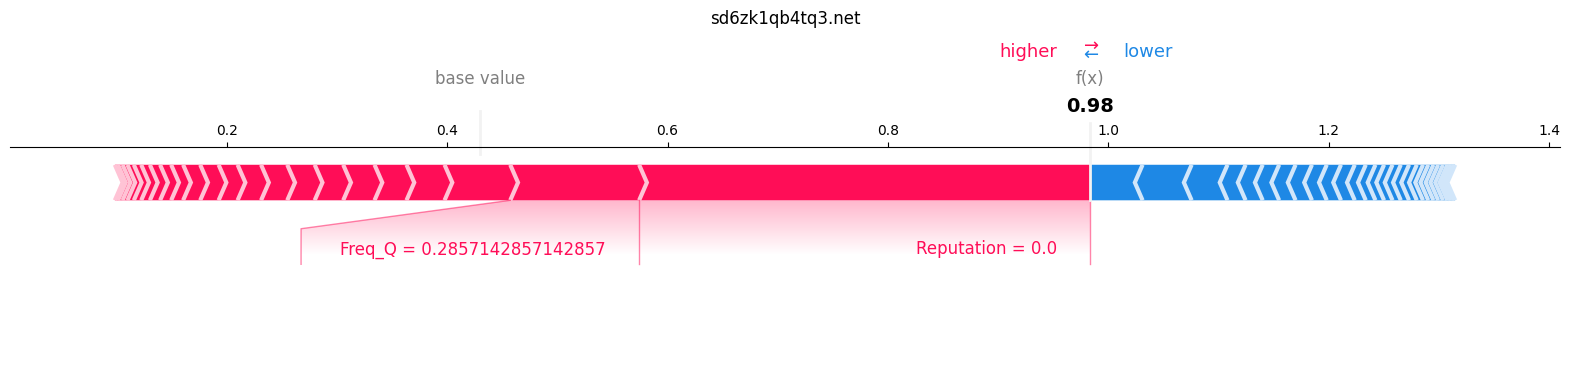 sd6zk1qb4tq3.net
higher → ← lower
base value f(x)
0.98
0.2 0.4 0.6 0.8 1.0 1.2 1.4
Freq_Q = 0.2857142857142857 Reputation = 0.0